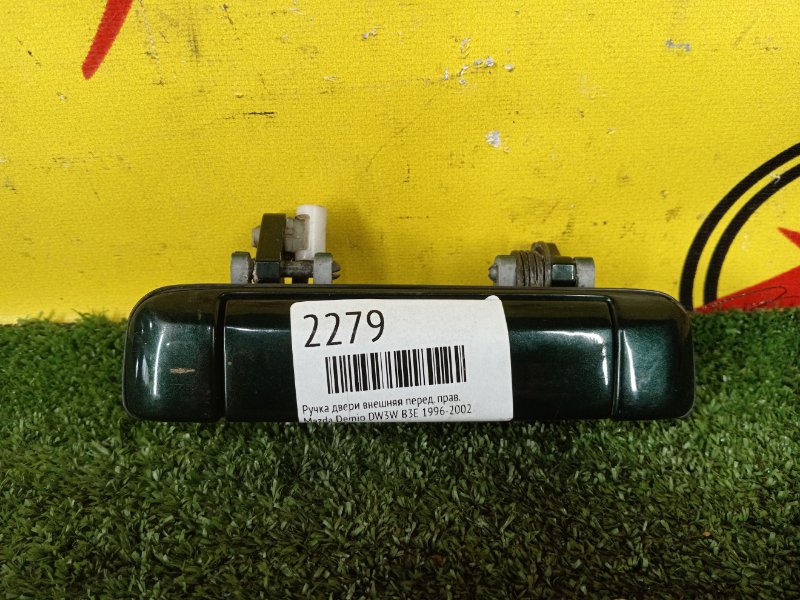 2279
Ручка двери внешняя перед. прав.
Mazda Demio DW3W B3E 1996-2002